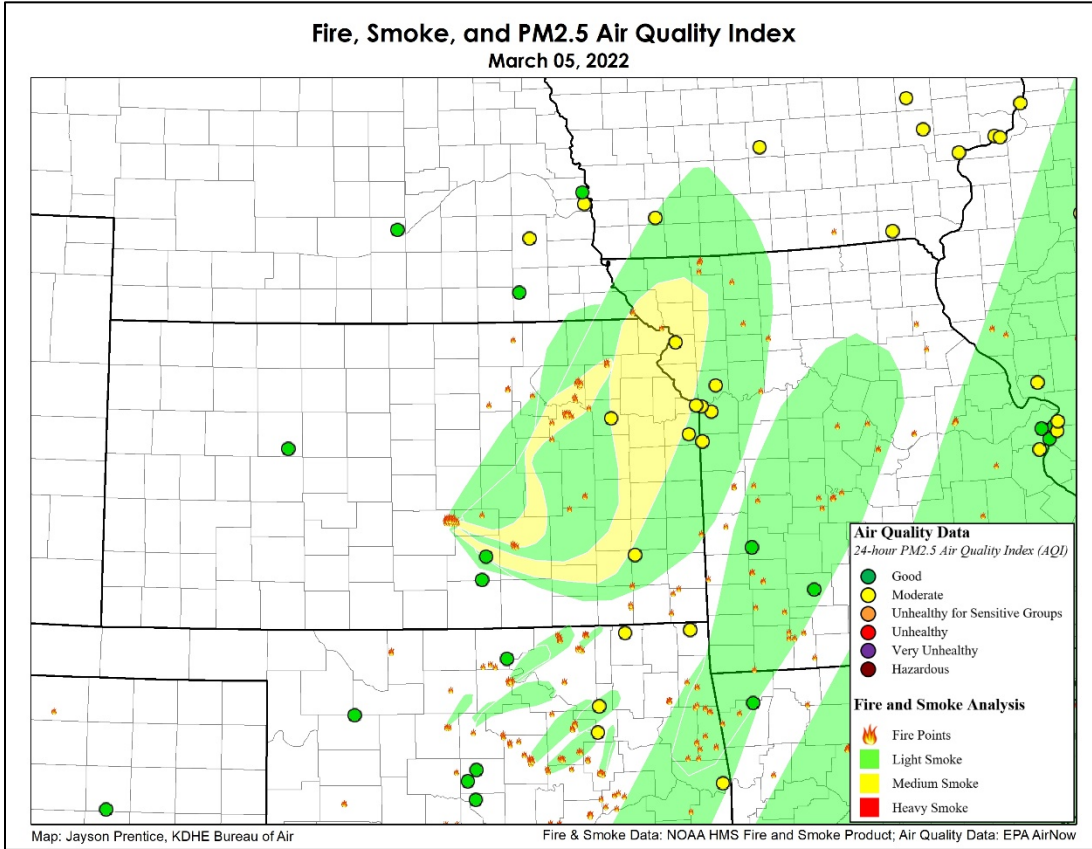 Fire, Smoke, and PM2.5 Air Quality Index
March 05, 2022
Air Quality Data
24-hour PM2.5 Air Quality Index (AQI)
Good
Moderate
Unhealthy for Sensitive Groups
Unhealthy
Very Unhealthy
Hazardous
Fire and Smoke Analysis
Fire Points
Light Smoke
Medium Smoke
Heavy Smoke
Map: Jayson Prentice, KDHE Bureau of Air
Fire & Smoke Data: NOAA HMS Fire and Smoke Product; Air Quality Data: EPA AirNow